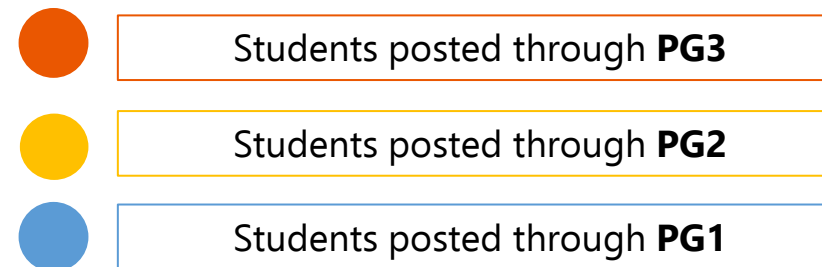 Students posted through PG3
Students posted through PG2
Students posted through PG1